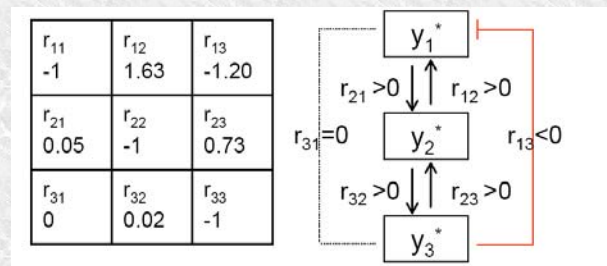 r11 r12 r13
-1 1.63 -1.20
r21 r22 r23
0.05 -1 0.73
r31 r32 r33
0 0.02 -1
y1*
r21 >0 r12 >0
r31=0 y2* r13<0
r32 >0 r23 >0
y3*